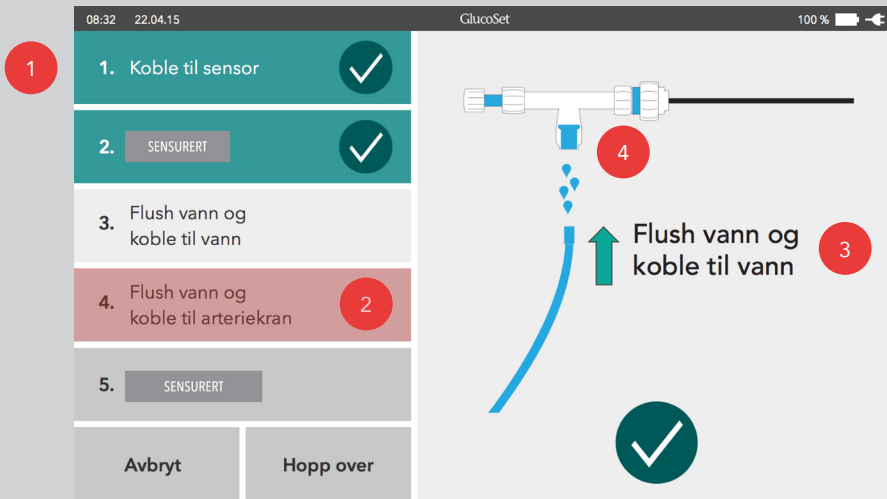 08:32 22.04.15 GlucoSet 100 %
1
1. Koble til sensor
2. SENSURERT
3. Flush vann og
koble til vann
4. Flush vann og
koble til arteriekran
2
5. SENSURERT
Avbryt Hopp over
4
Flush vann og
koble til vann
3